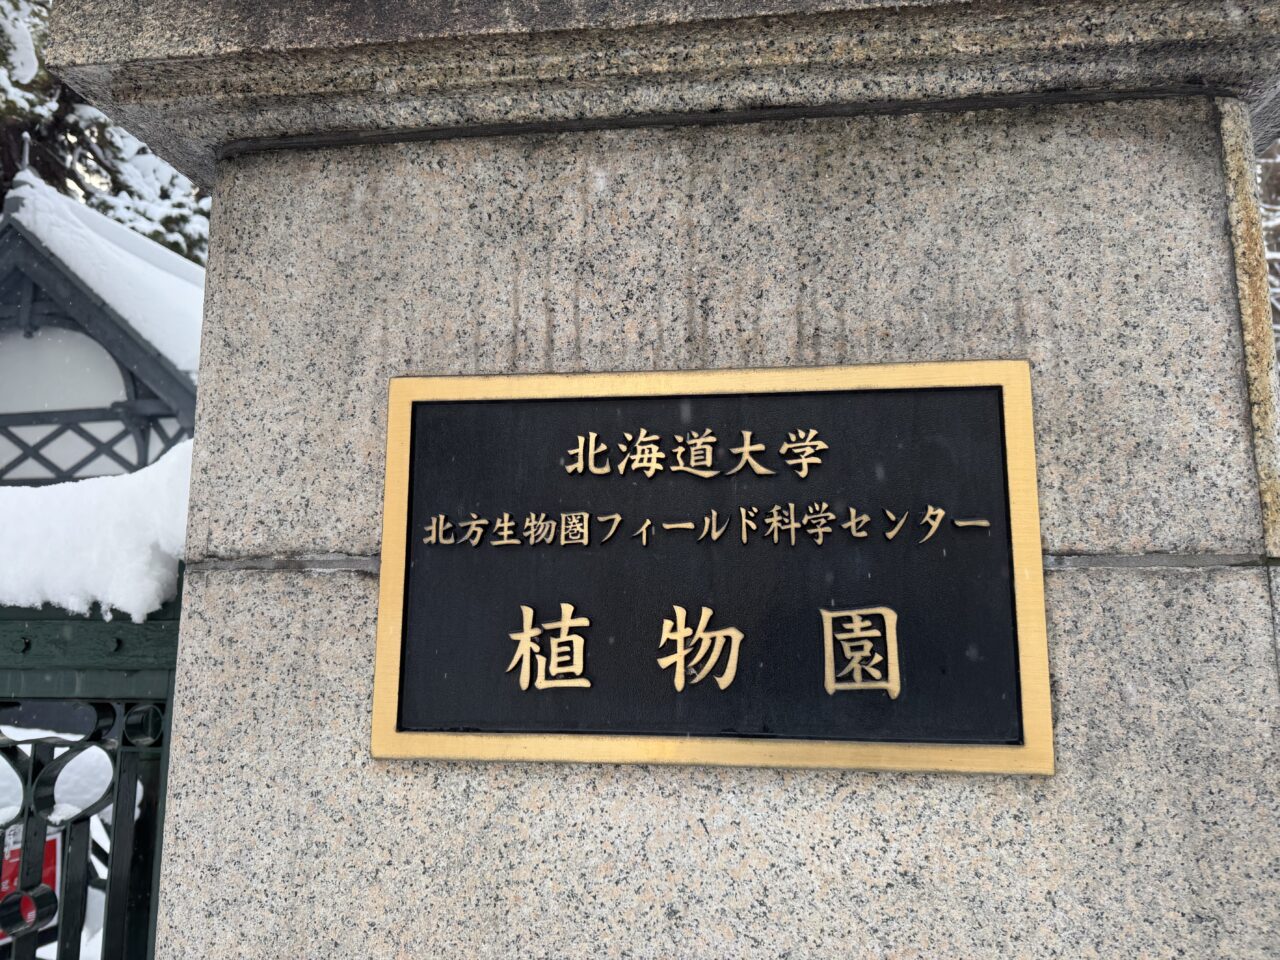 北海道大学
北方生物圏フィールド科学センター
植物園